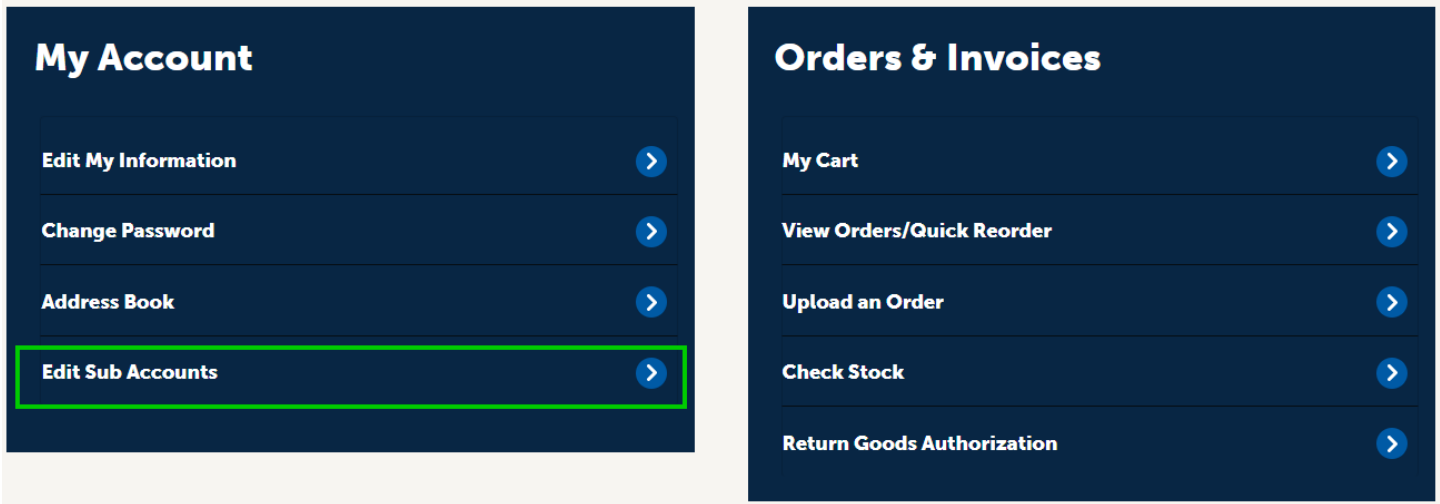 My Account
Edit My Information
Change Password
Address Book
Edit Sub Accounts
Orders & Invoices
My Cart
View Orders/Quick Reorder
Upload an Order
Check Stock
Return Goods Authorization